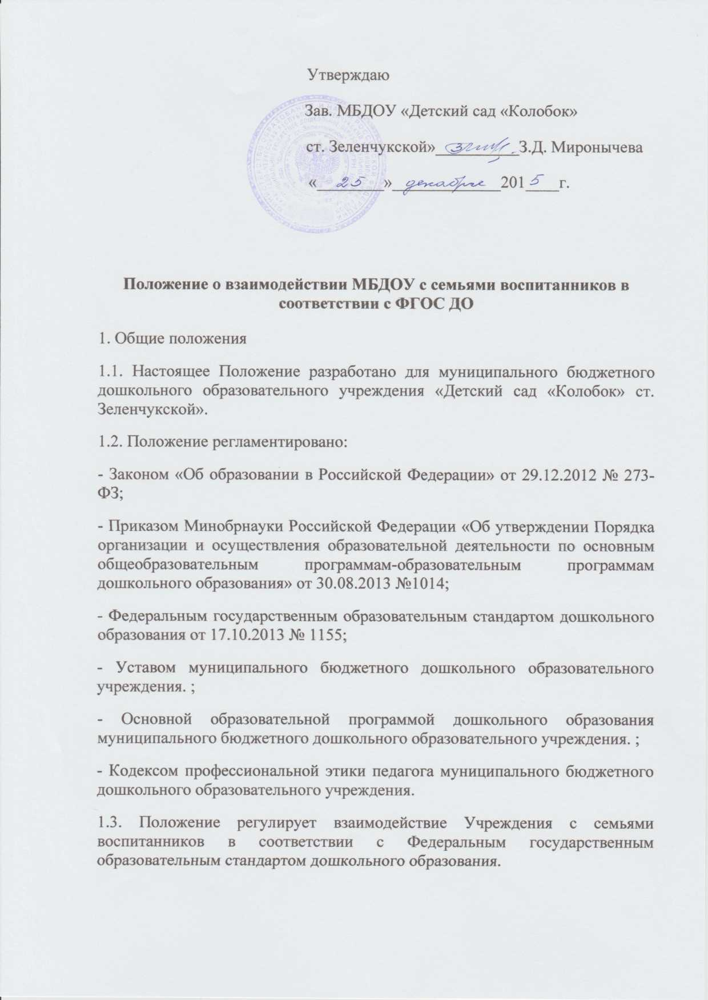 Утверждаю
Зав. МБДОУ «Детский сад «Колобок»
ст. Зеленчукской»__________З.Д. Миронычева
«________25__»___декабря___2015____г.
Положение о взаимодействии МБДОУ с семьями воспитанников в
соответствии с ФГОС ДО
1. Общие положения
1.1. Настоящее Положение разработано для муниципального бюджетного
дошкольного образовательного учреждения «Детский сад «Колобок» ст.
Зеленчукской».
1.2. Положение регламентировано:
- Законом «Об образовании в Российской Федерации» от 29.12.2012 № 273-
ФЗ;
- Приказом Минобрнауки Российской Федерации «Об утверждении Порядка
организации и осуществления образовательной деятельности по основным
общеобразовательным программам-образовательным программам
дошкольного образования» от 30.08.2013 №1014;
- Федеральным государственным образовательным стандартом дошкольного
образования от 17.10.2013 № 1155;
- Уставом муниципального бюджетного дошкольного образовательного
учреждения. ;
- Основной образовательной программой дошкольного образования
муниципального бюджетного дошкольного образовательного учреждения. ;
- Кодексом профессиональной этики педагога муниципального бюджетного
дошкольного образовательного учреждения.
1.3. Положение регулирует взаимодействие Учреждения с семьями
воспитанников в соответствии с Федеральным государственным
образовательным стандартом дошкольного образования.